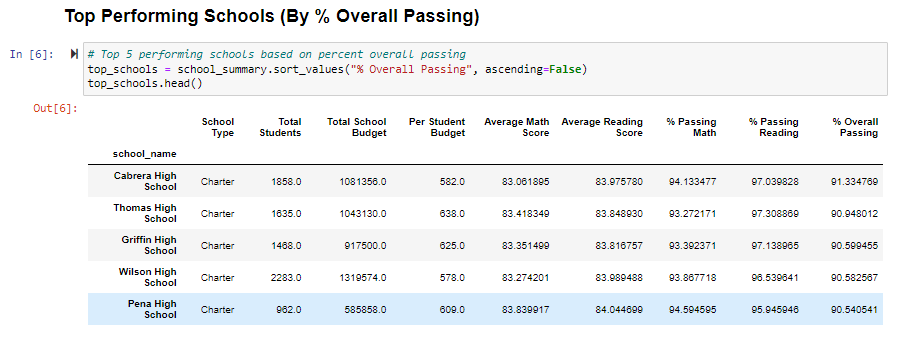 Top Performing Schools (By % Overall Passing)
In [6]: # Top 5 performing schools based on percent overall passing
top_schools = school_summary.sort_values("% Overall Passing", ascending=False)
top_schools.head()
Out[6]:
School Type Total Students Total School Budget Per Student Budget Average Math Score Average Reading Score % Passing Math % Passing Reading % Overall Passing
school_name
Cabrera High School Charter 1858.0 1081356.0 582.0 83.061895 83.975780 94.133477 97.039828 91.334769
Thomas High School Charter 1635.0 1043130.0 638.0 83.418349 83.848930 93.272171 97.308869 90.948012
Griffin High School Charter 1468.0 917500.0 625.0 83.351499 83.816757 93.392371 97.138965 90.599455
Wilson High School Charter 2283.0 1319574.0 578.0 83.274201 83.989488 93.867718 96.539641 90.582567
Pena High School Charter 962.0 585858.0 609.0 83.839917 84.044699 94.594595 95.945946 90.540541